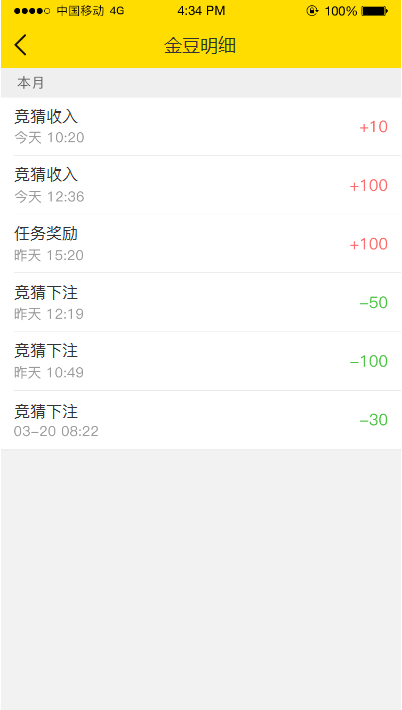 中国移动 4G 4:34 PM 100%
金豆明细
本月
竞猜收入
今天 10:20
+10
竞猜收入
今天 12:36
+100
任务奖励
昨天 15:20
+100
竞猜下注
昨天 12:19
-50
竞猜下注
昨天 10:49
-100
竞猜下注
03-20 08:22
-30